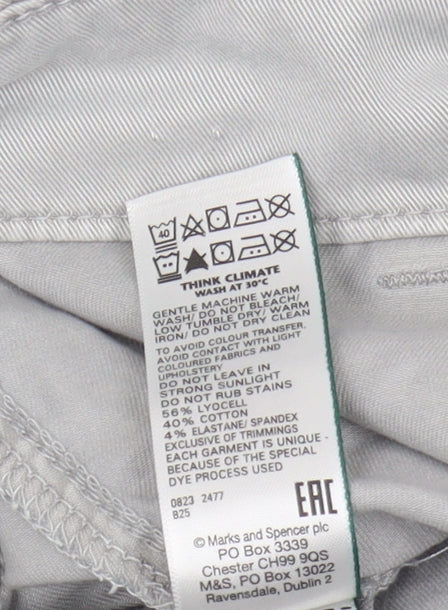 40
THINK CLIMATE
WASH AT 30°C
GENTLE MACHINE WARM
WASH/ DO NOT BLEACH/
LOW TUMBLE DRY/ WARM
IRON/ DO NOT DRY CLEAN
TO AVOID COLOUR TRANSFER,
AVOID CONTACT WITH LIGHT
COLOURED FABRICS AND
UPHOLSTERY
DO NOT LEAVE IN
STRONG SUNLIGHT
DO NOT RUB STAINS
56% LYOCELL
40% COTTON
4% ELASTANE/ SPANDEX
EXCLUSIVE OF TRIMMINGS
EACH GARMENT IS UNIQUE -
BECAUSE OF THE SPECIAL
DYE PROCESS USED
0823 2477
825
EAC
© Marks and Spencer plc
PO Box 3339
Chester CH99 9QS
M&S, PO Box 13022
Ravensdale, Dublin 2